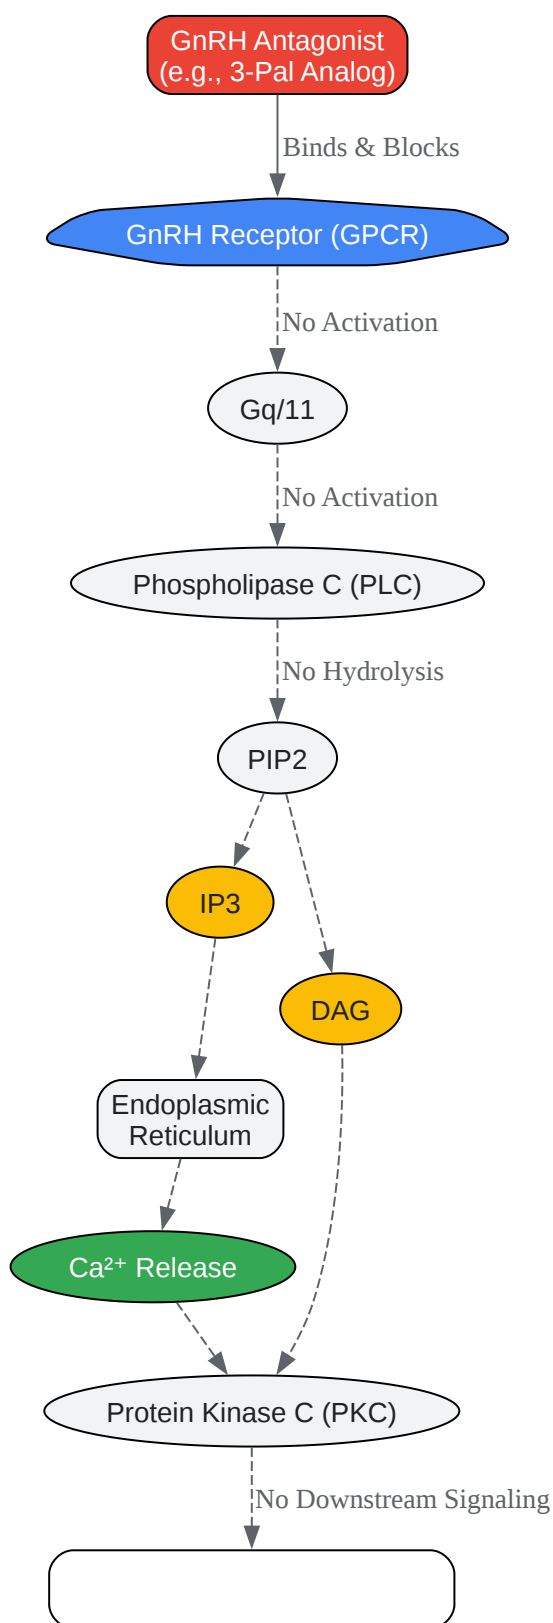 GnRH Antagonist
(e.g., 3-Pal Analog)
Binds & Blocks
GnRH Receptor (GPCR)
No Activation
Gq/11
No Activation
Phospholipase C (PLC)
No Hydrolysis
PIP2
IP3
DAG
Endoplasmic
Reticulum
Ca²⁺ Release
Protein Kinase C (PKC)
No Downstream Signaling